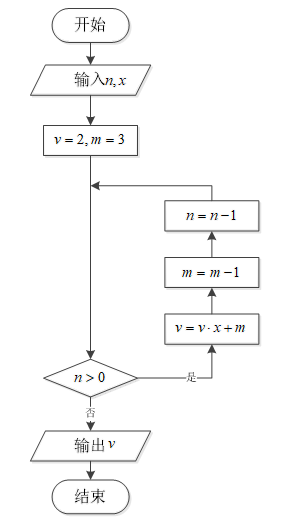 开始
输入n,x
v=2,m=3
n=n-1
m=m-1
v=v·x+m
n>0
是
否
输出v
结束